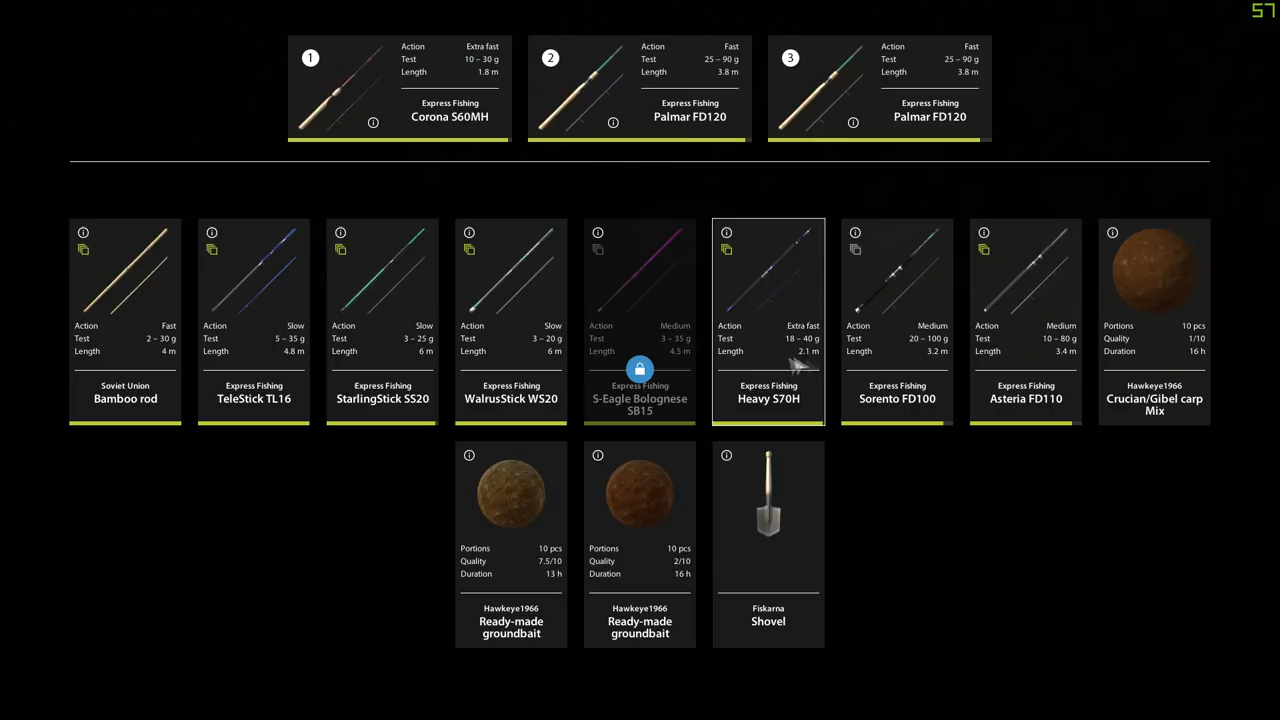 57
1
Action Extra fast
Test 10 – 30 g
Length 1.8 m
Express Fishing
Corona S60MH
2
Action Fast
Test 25 – 90 g
Length 3.8 m
Express Fishing
Palmar FD120
3
Action Fast
Test 25 – 90 g
Length 3.8 m
Express Fishing
Palmar FD120
Action Fast
Test 2 – 30 g
Length 4 m
Soviet Union
Bamboo rod
Action Slow
Test 5 – 35 g
Length 4.8 m
Express Fishing
TeleStick TL16
Action Slow
Test 3 – 25 g
Length 6 m
Express Fishing
StarlingStick SS20
Action Slow
Test 3 – 20 g
Length 6 m
Express Fishing
WalrusStick WS20
Action Medium
Test 3 – 35 g
Length 4.5 m
Express Fishing
S-Eagle Bolognese
SB15
Action Extra fast
Test 18 – 40 g
Length 2.1 m
Express Fishing
Heavy S70H
Action Medium
Test 20 – 100 g
Length 3.2 m
Express Fishing
Sorento FD100
Action Medium
Test 10 – 80 g
Length 3.4 m
Express Fishing
Asteria FD110
Portions 10 pcs
Quality 1/10
Duration 16 h
Hawkeye1966
Crucian/Gibel carp
Mix
Portions 10 pcs
Quality 7.5/10
Duration 13 h
Hawkeye1966
Ready-made
groundbait
Portions 10 pcs
Quality 2/10
Duration 16 h
Hawkeye1966
Ready-made
groundbait
Fiskarna
Shovel